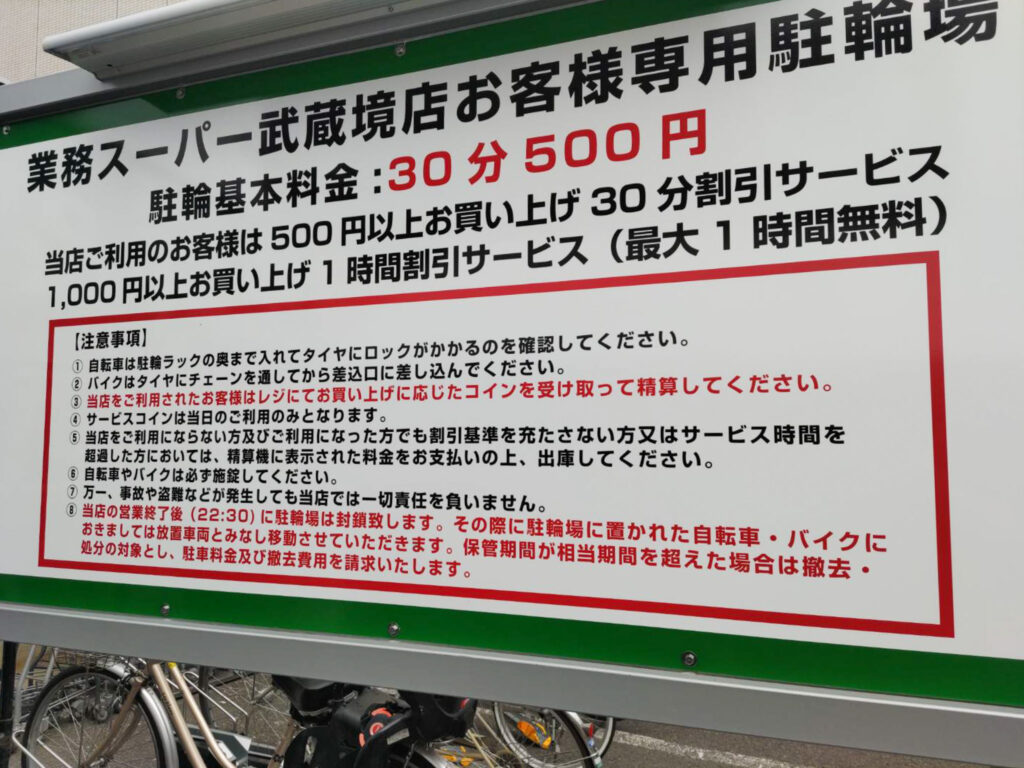 業務スーパー武蔵境店お客様専用駐輪場
駐輪基本料金:30分500円
当店ご利用のお客様は500円以上お買い上げ30分割引サービス
1,000円以上お買い上げ1時間割引サービス（最大1時間無料）
【注意事項】
① 自転車は駐輪ラックの奥まで入れてタイヤにロックがかかるのを確認してください。
② バイクはタイヤにチェーンを通してから差込口に差し込んでください。
③ 当店をご利用されたお客様はレジにてお買い上げに応じたコインを受け取って精算してください。
④ サービスコインは当日のご利用のみとなります。
⑤ 当店をご利用にならない方及びご利用になった方でも割引基準を充たさない方又はサービス時間を
超過した方においては、精算機に表示された料金をお支払いの上、出庫してください。
⑥ 自転車やバイクは必ず施錠してください。
⑦ 万一、事故や盗難などが発生しても当店では一切責任を負いません。
⑧ 当店の営業終了後（22:30）に駐輪場は封鎖致します。その際に駐輪場に置かれた自転車・バイクに
おきましては放置車両とみなし移動させていただきます。保管期間が相当期間を超えた場合は撤去・
処分の対象とし、駐車料金及び撤去費用を請求いたします。